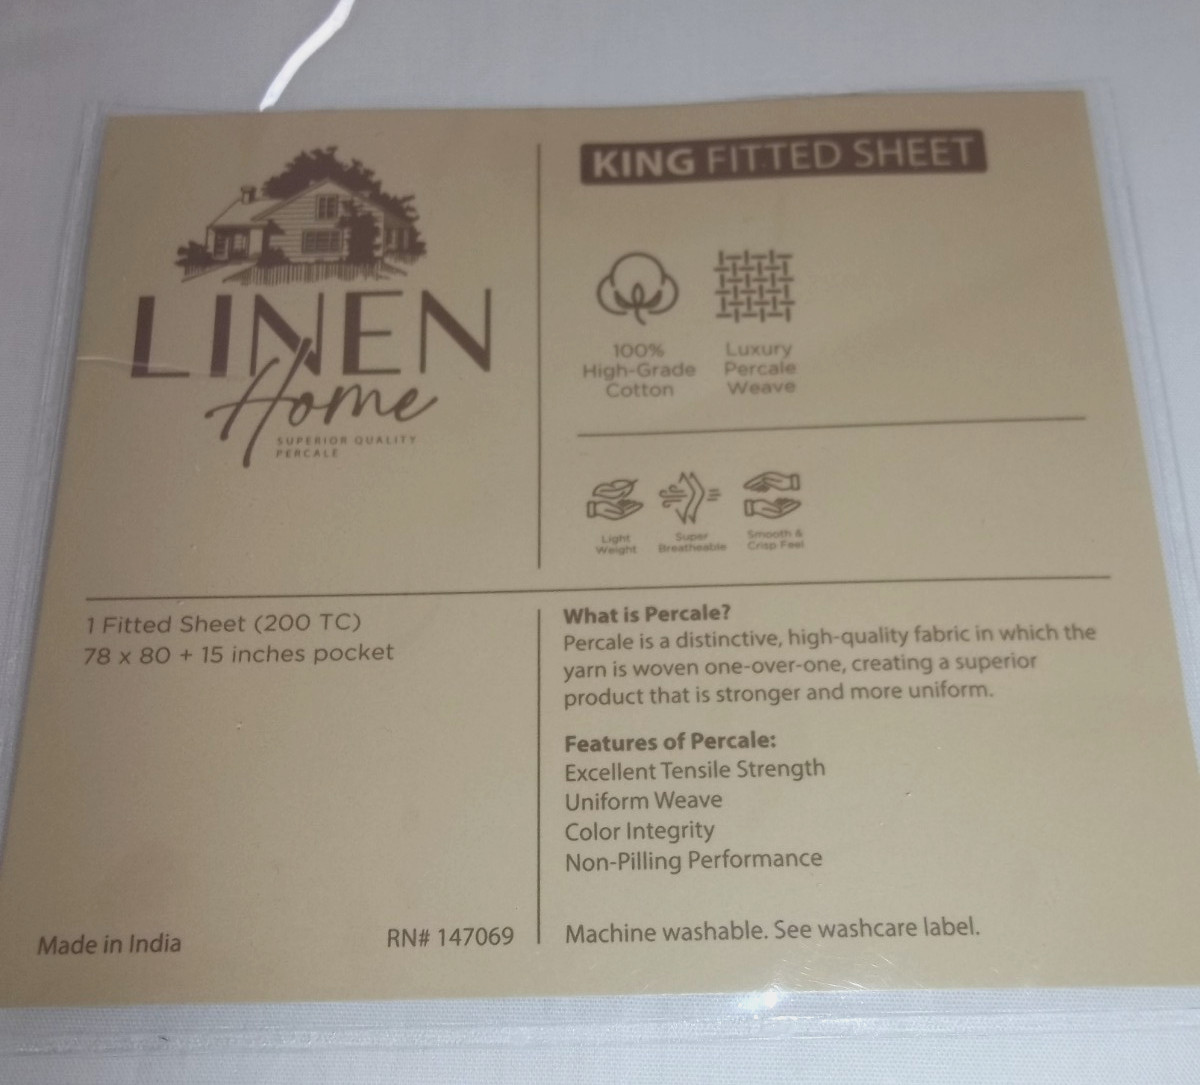 LINEN
Home
SUPERIOR QUALITY
PERCALE
KING FITTED SHEET
100%
High-Grade
Cotton
Luxury
Percale
Weave
Light
Weight
Super
Breatheable
Smooth &
Crisp Feel
1 Fitted Sheet (200 TC)
78 x 80 + 15 inches pocket
What is Percale?
Percale is a distinctive, high-quality fabric in which the
yarn is woven one-over-one, creating a superior
product that is stronger and more uniform.
Features of Percale:
Excellent Tensile Strength
Uniform Weave
Color Integrity
Non-Pilling Performance
Made in India
RN# 147069
Machine washable. See washcare label.